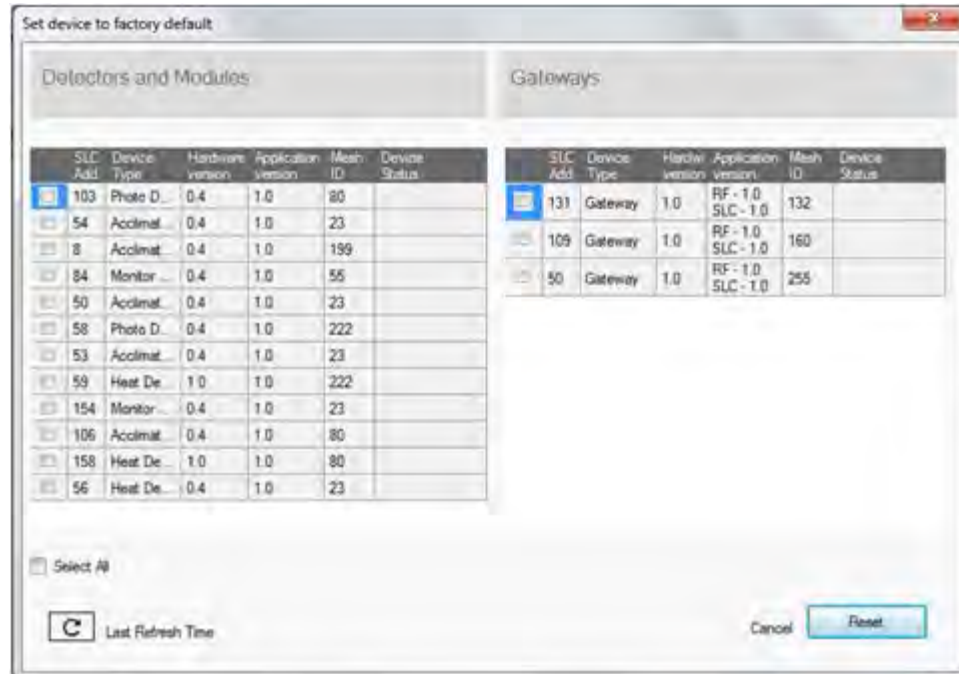 Set device to factory default
Detectors and Modules
SLC Add Device Type Hardware version Application version Mesh ID Device Status
103 Photo D... 0.4 1.0 80
54 Acclimat... 0.4 1.0 23
8 Acclimat... 0.4 1.0 199
84 Monitor ... 0.4 1.0 55
50 Acclimat... 0.4 1.0 23
58 Photo D... 0.4 1.0 222
53 Acclimat... 0.4 1.0 23
59 Heat De... 1.0 1.0 222
154 Monitor ... 0.4 1.0 23
106 Acclimat... 0.4 1.0 80
158 Heat De... 1.0 1.0 80
56 Heat De... 0.4 1.0 23
Gateways
SLC Add Device Type Hardwa version Application version Mesh ID Device Status
131 Gateway 1.0 RF - 1.0 SLC - 1.0 132
109 Gateway 1.0 RF - 1.0 SLC - 1.0 160
50 Gateway 1.0 RF - 1.0 SLC - 1.0 255
Select All
Last Refresh Time
Cancel Reset